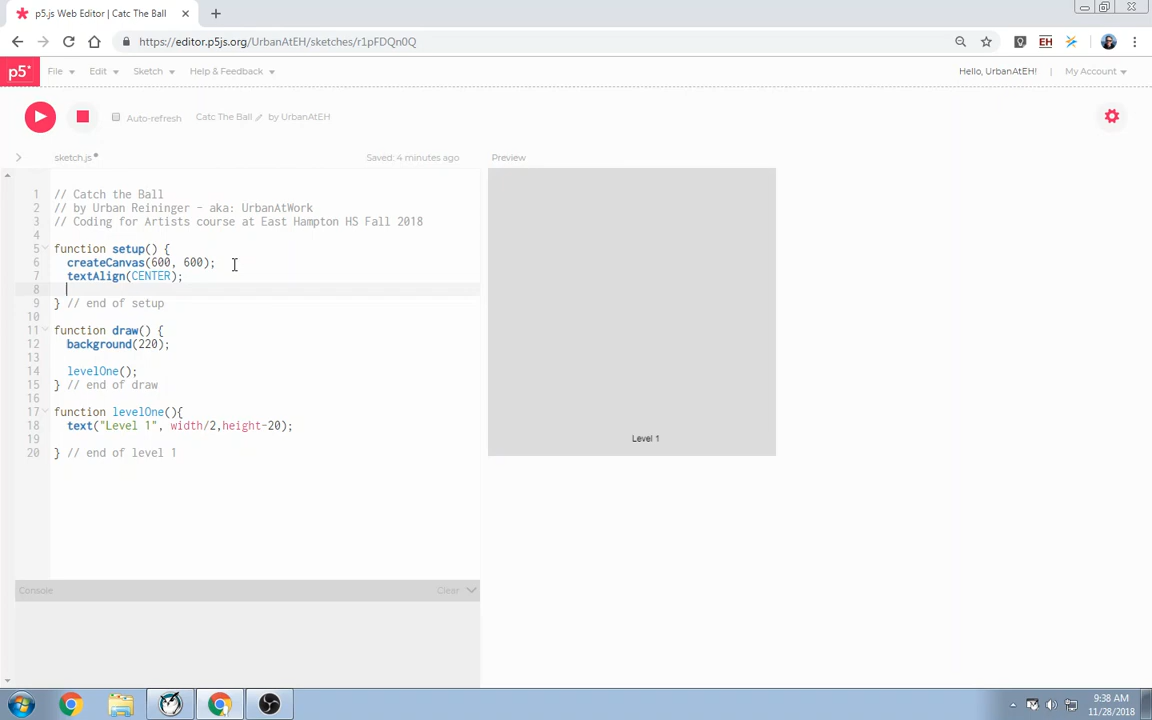 p5.js Web Editor | Catc The Ball
https://editor.p5js.org/UrbanAtEH/sketches/r1pFDQn0Q
EH
p5* File Edit Sketch Help & Feedback Hello, UrbanAtEH! | My Account
Auto-refresh Catc The Ball by UrbanAtEH
sketch.js Saved: 4 minutes ago Preview
1 // Catch the Ball
2 // by Urban Reininger - aka: UrbanAtWork
3 // Coding for Artists course at East Hampton HS Fall 2018
4
5 function setup() {
6 createCanvas(600, 600);
7 textAlign(CENTER);
8
9 } // end of setup
10
11 function draw() {
12 background(220);
13
14 levelOne();
15 } // end of draw
16
17 function levelOne(){
18 text("Level 1", width/2,height-20);
19
20 } // end of level 1
Level 1
Console Clear
9:38 AM
11/28/2018